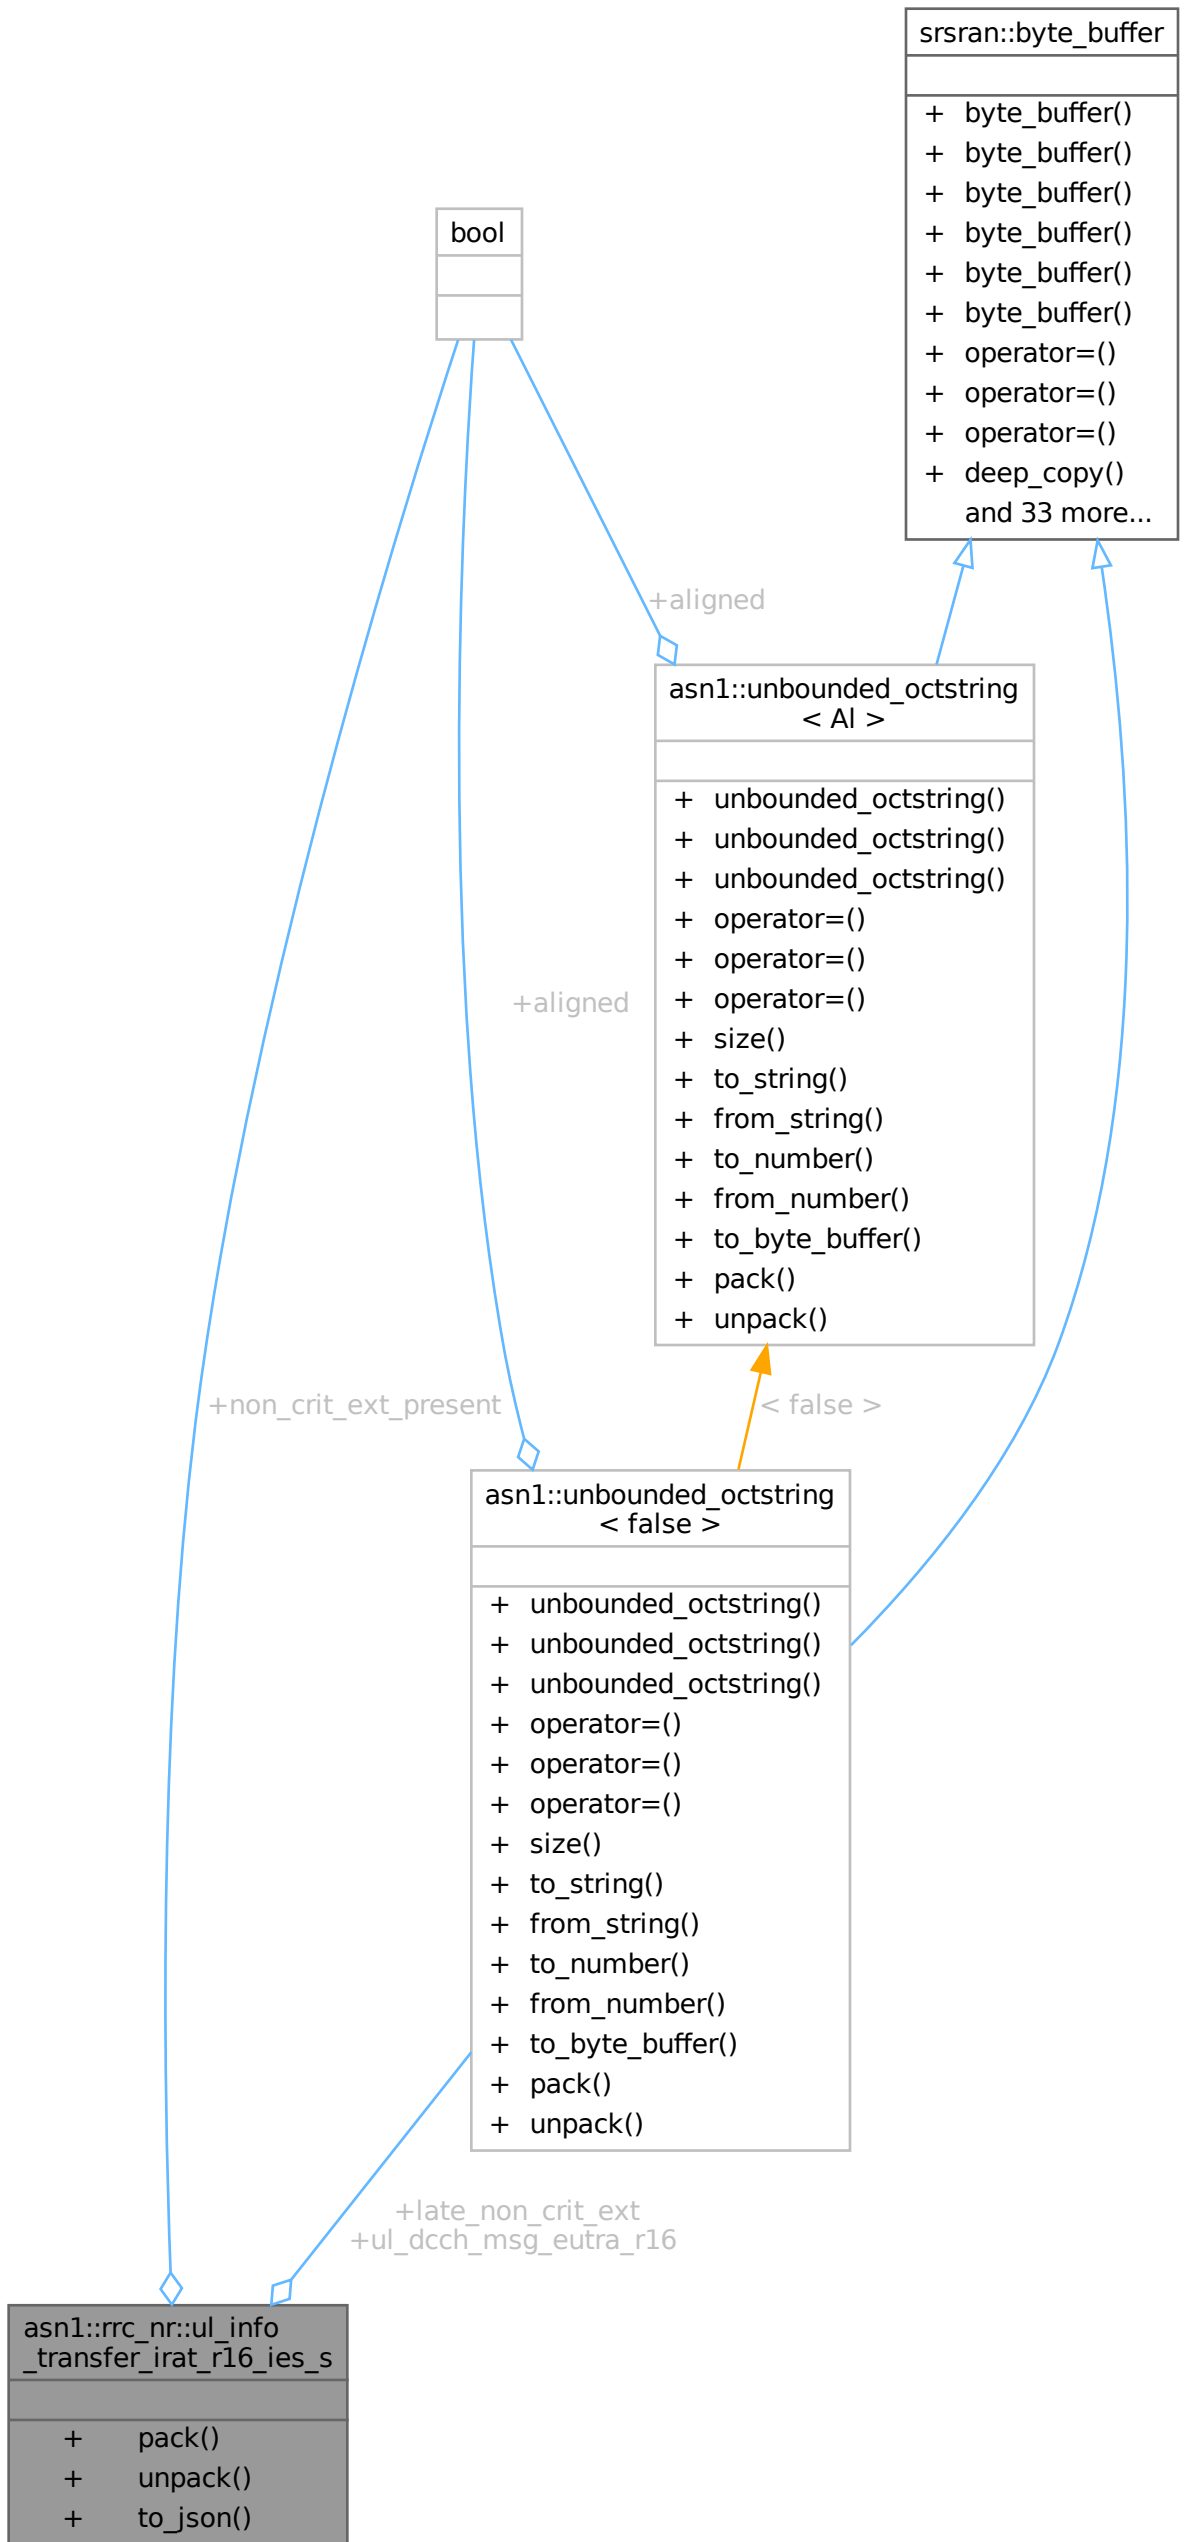 srsran::byte_buffer
+ byte_buffer()
+ byte_buffer()
+ byte_buffer()
+ byte_buffer()
+ byte_buffer()
+ byte_buffer()
+ operator=()
+ operator=()
+ operator=()
+ deep_copy()
and 33 more...
bool
+aligned
asn1::unbounded_octstring
< Al >
+ unbounded_octstring()
+ unbounded_octstring()
+ unbounded_octstring()
+ operator=()
+ operator=()
+ operator=()
+ size()
+ to_string()
+ from_string()
+ to_number()
+ from_number()
+ to_byte_buffer()
+ pack()
+ unpack()
+aligned
+non_crit_ext_present
< false >
asn1::unbounded_octstring
< false >
+ unbounded_octstring()
+ unbounded_octstring()
+ unbounded_octstring()
+ operator=()
+ operator=()
+ operator=()
+ size()
+ to_string()
+ from_string()
+ to_number()
+ from_number()
+ to_byte_buffer()
+ pack()
+ unpack()
+late_non_crit_ext
+ul_dcch_msg_eutra_r16
asn1::rrc_nr::ul_info
_transfer_irat_r16_ies_s
+ pack()
+ unpack()
+ to_json()